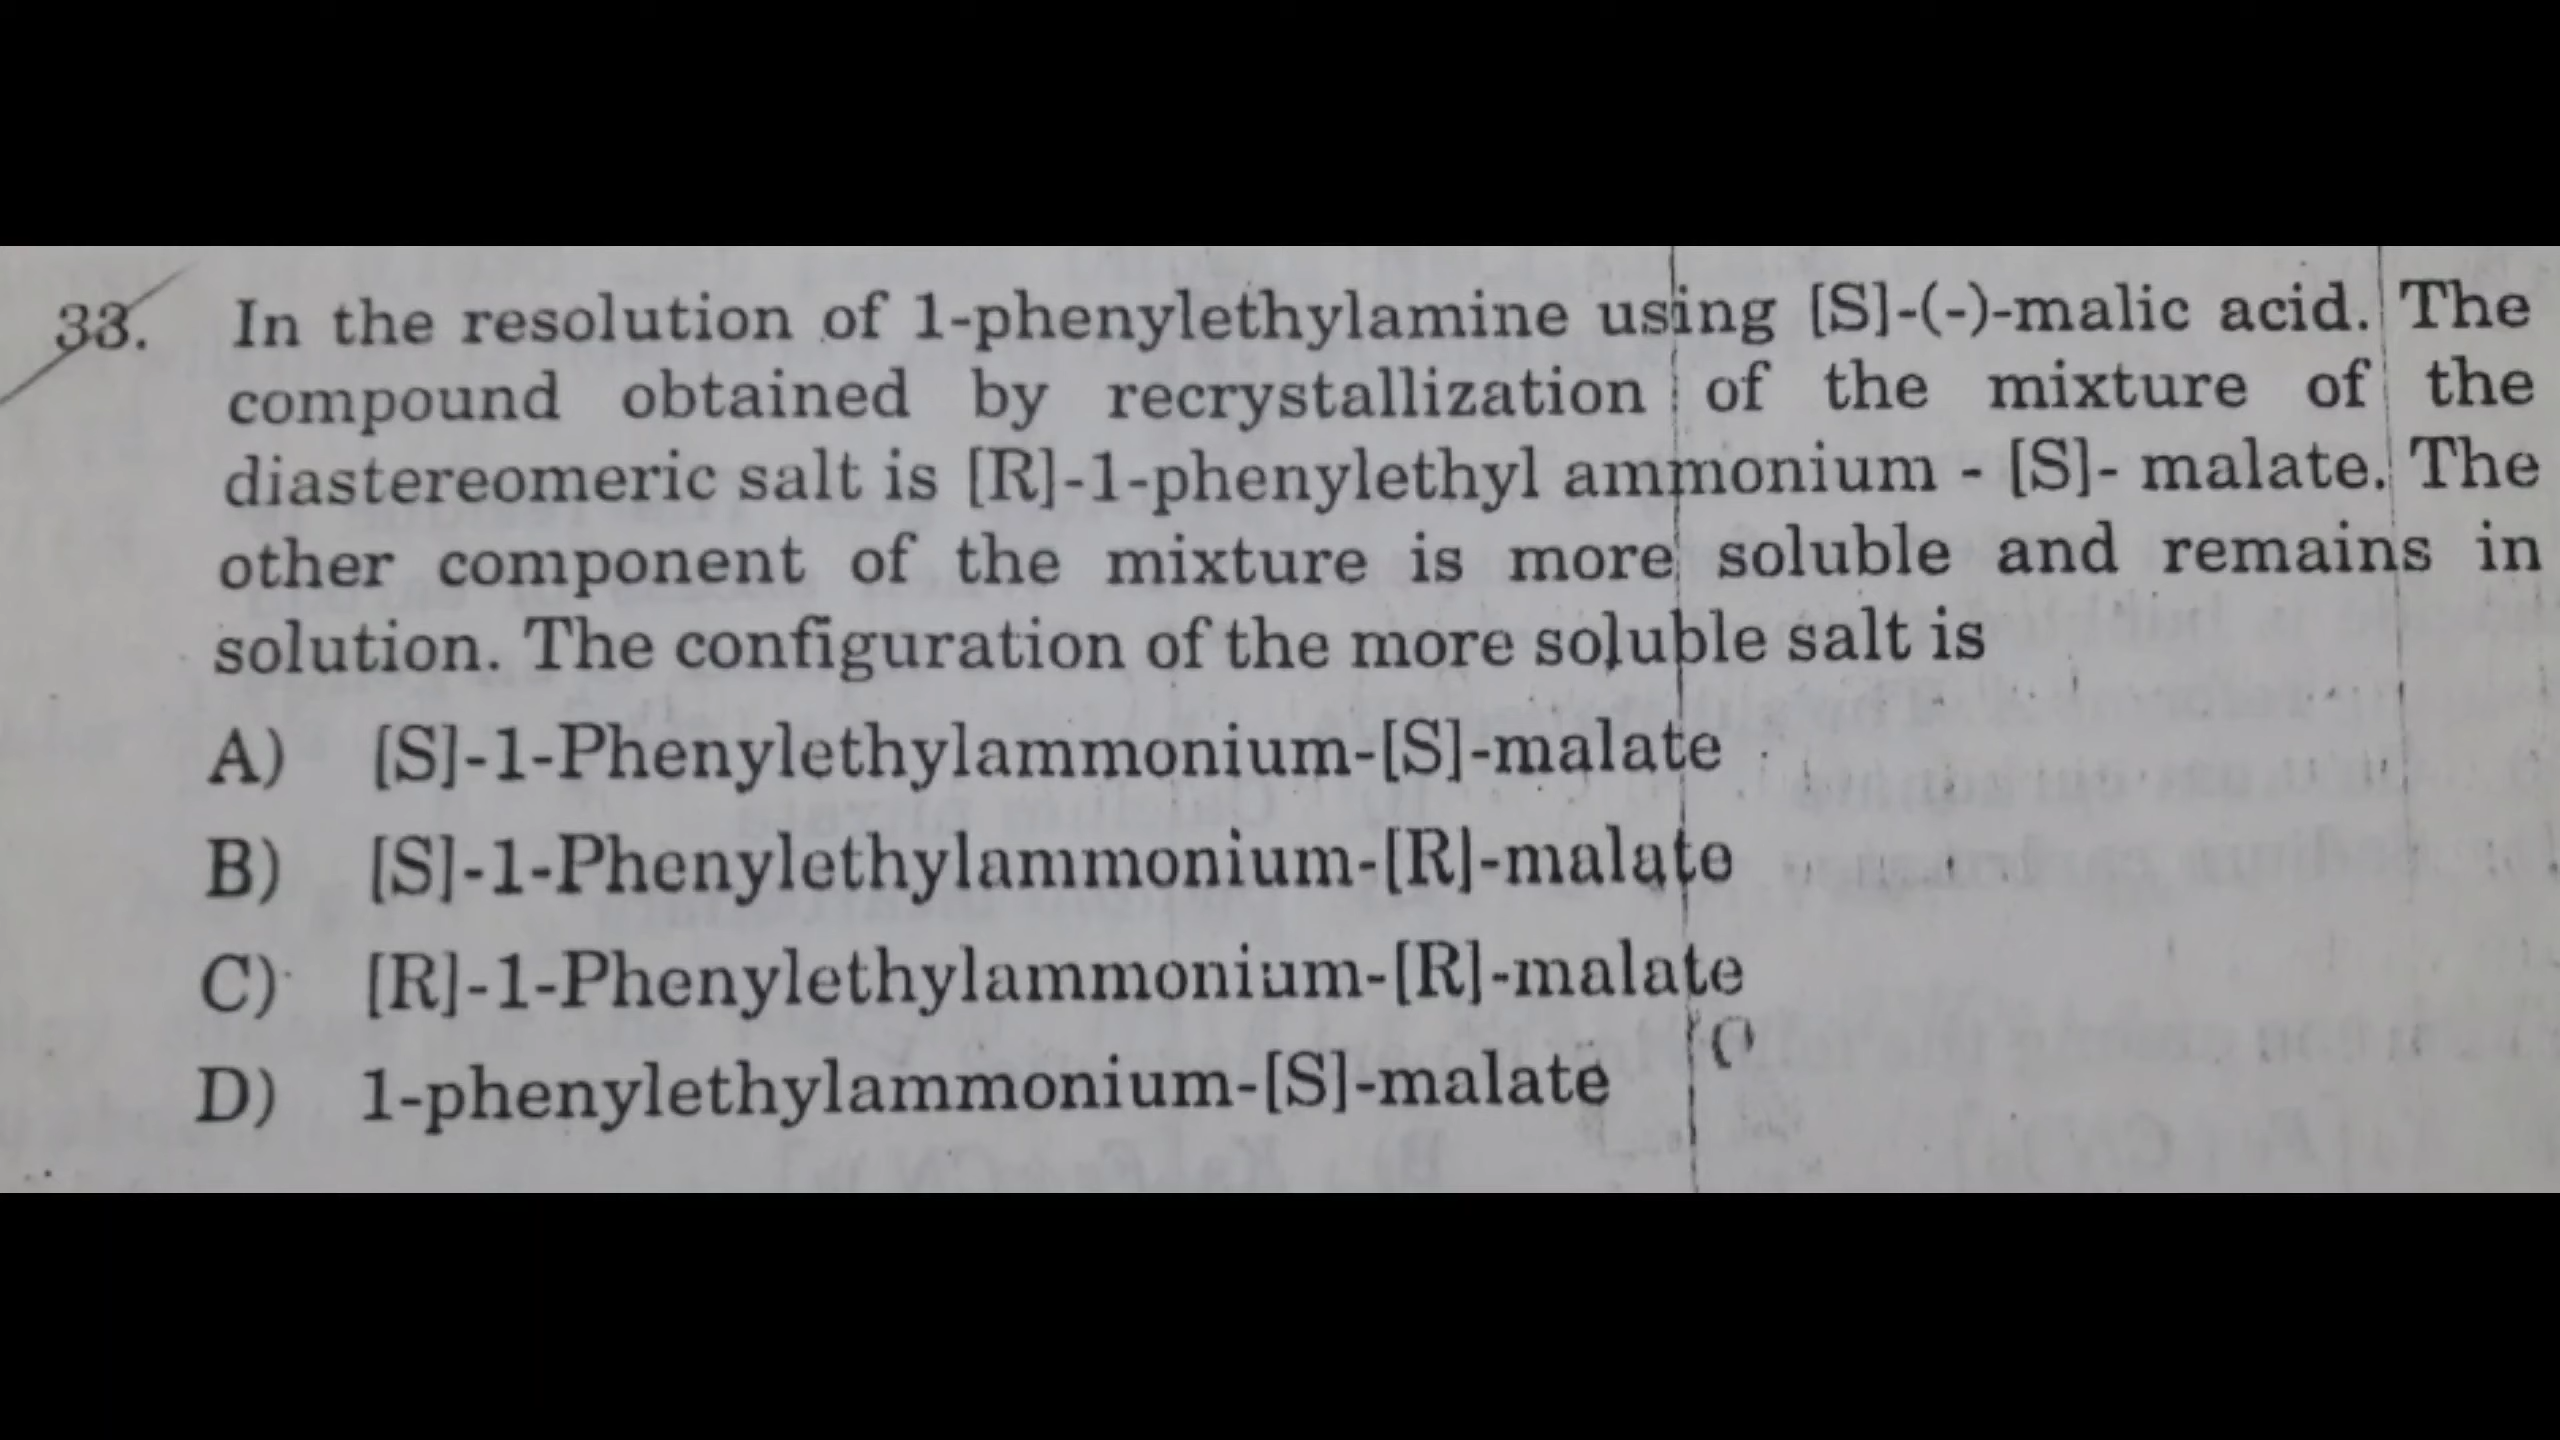 33. In the resolution of 1-phenylethylamine using [S]-(-)-malic acid. The
compound obtained by recrystallization of the mixture of the
diastereomeric salt is [R]-1-phenylethyl ammonium - [S]- malate. The
other component of the mixture is more soluble and remains in
solution. The configuration of the more soluble salt is
A) [S]-1-Phenylethylammonium-[S]-malate
B) [S]-1-Phenylethylammonium-[R]-malate
C) [R]-1-Phenylethylammonium-[R]-malate
D) 1-phenylethylammonium-[S]-malate